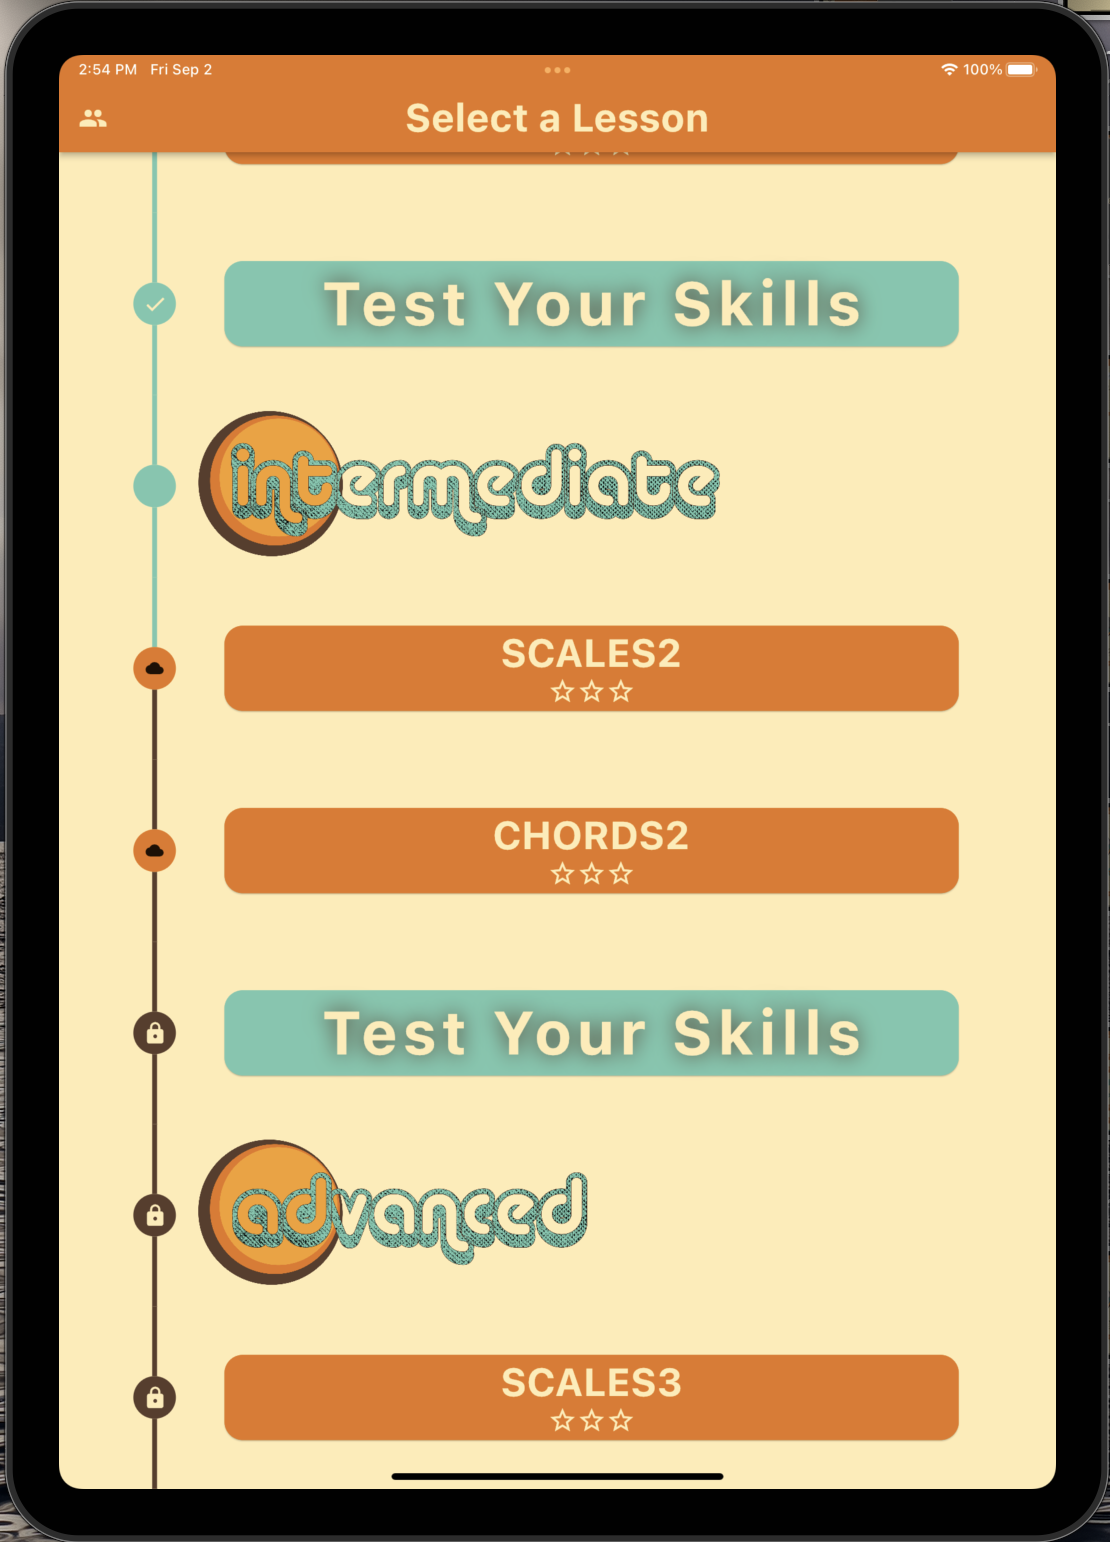 2:54 PM Fri Sep 2
100%
Select a Lesson
Test Your Skills
intermediate
SCALES2
CHORDS2
Test Your Skills
advanced
SCALES3